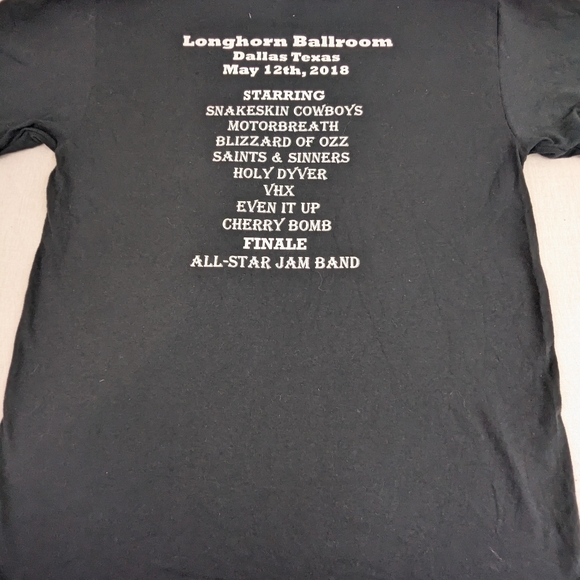 Longhorn Ballroom
Dallas Texas
May 12th, 2018
STARRING
SNAKESKIN COWBOYS
MOTORBREATH
BLIZZARD OF OZZ
SAINTS & SINNERS
HOLY DYVER
VHX
EVEN IT UP
CHERRY BOMB
FINALE
ALL-STAR JAM BAND